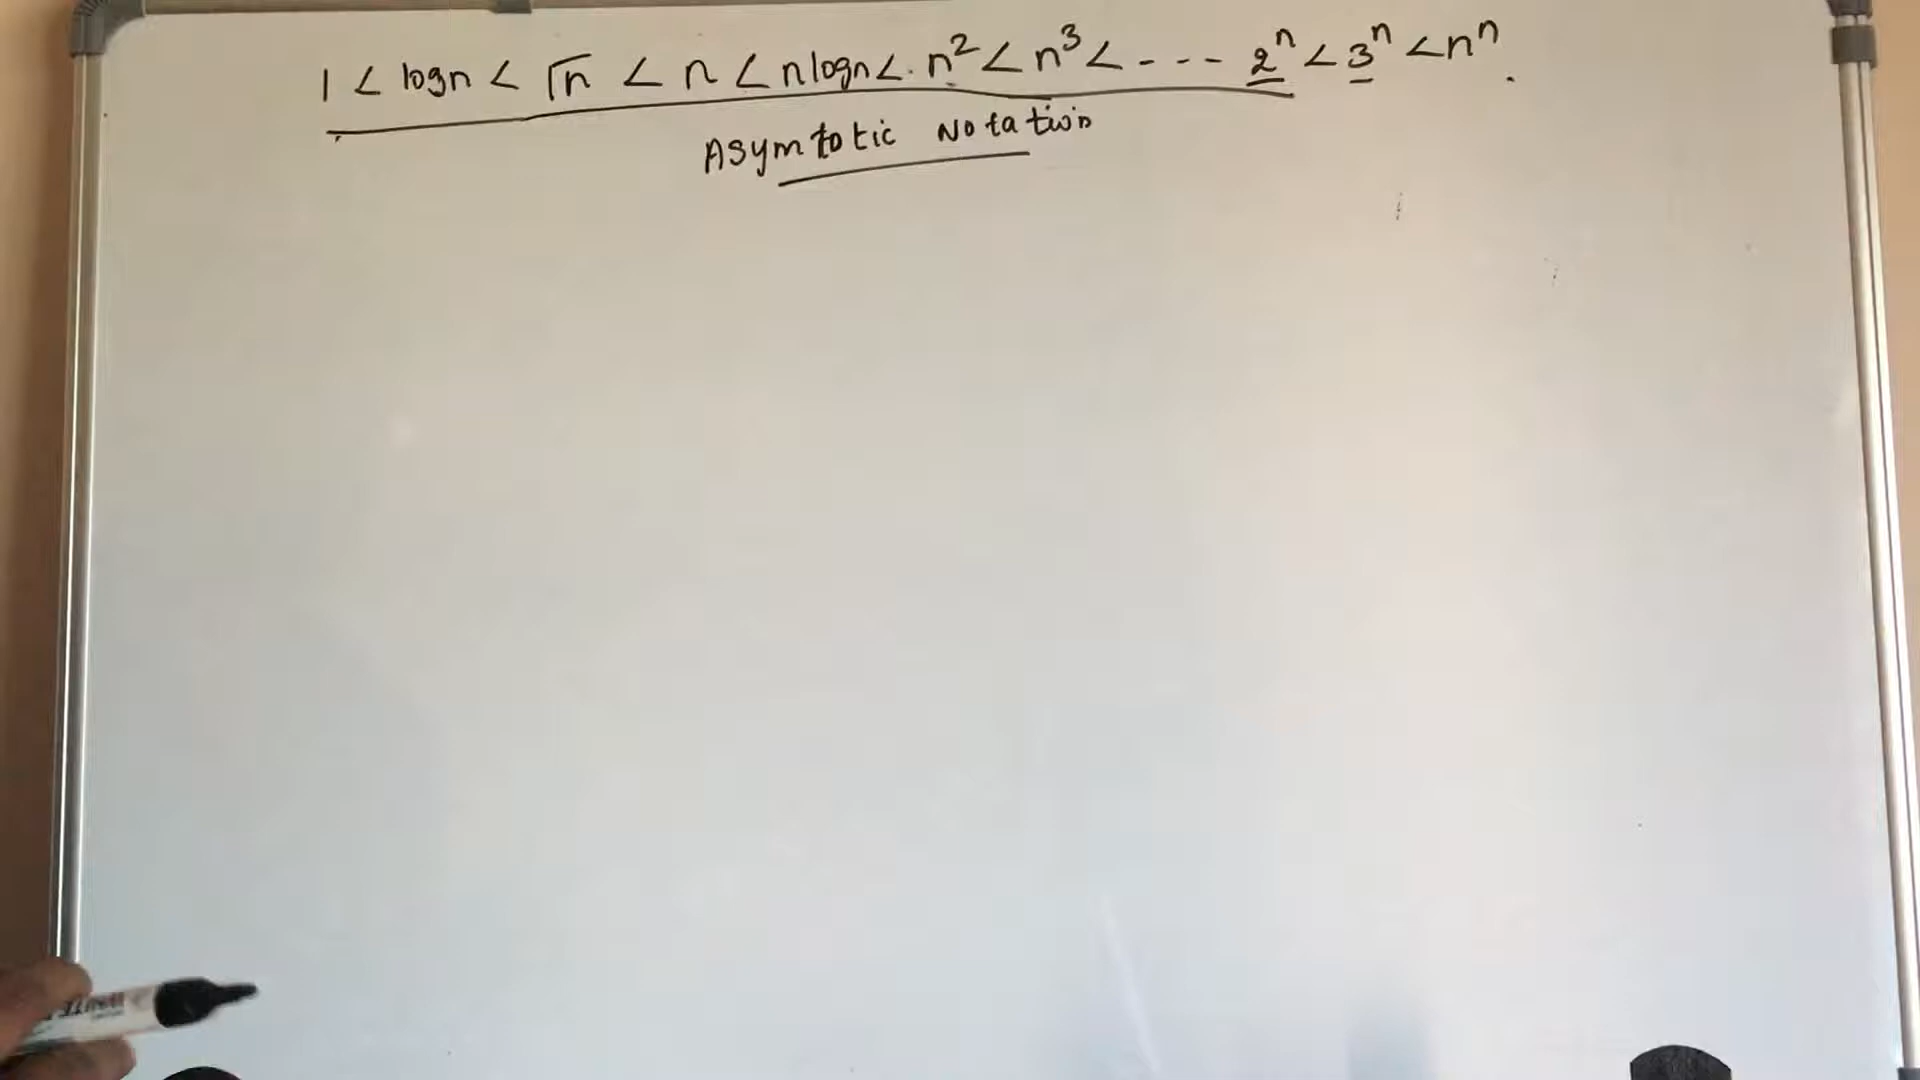 1 < logn < √n < n < nlogn < n² < n³ < - - - 2ⁿ < 3ⁿ < nⁿ .
Asymtotic Notation